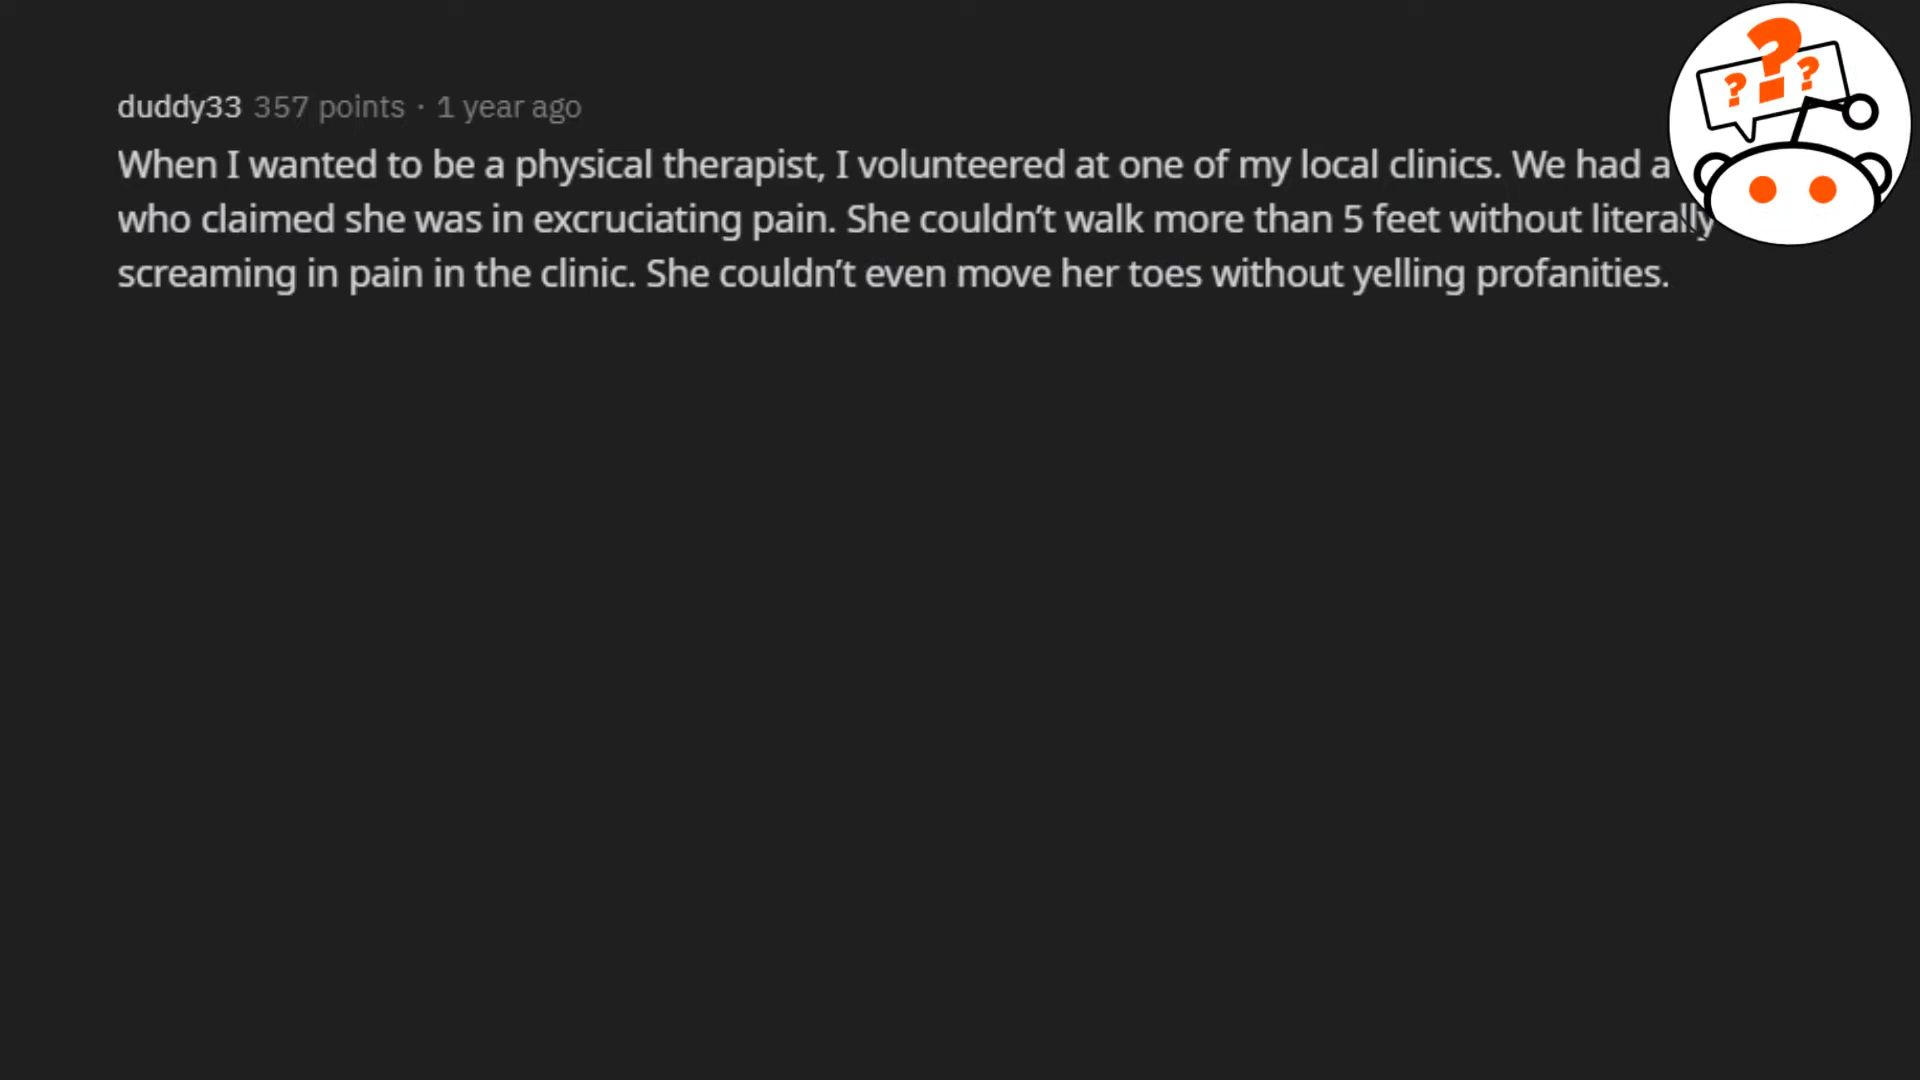 duddy33 357 points · 1 year ago
When I wanted to be a physical therapist, I volunteered at one of my local clinics. We had a
who claimed she was in excruciating pain. She couldn’t walk more than 5 feet without literally
screaming in pain in the clinic. She couldn’t even move her toes without yelling profanities.
? ? ?